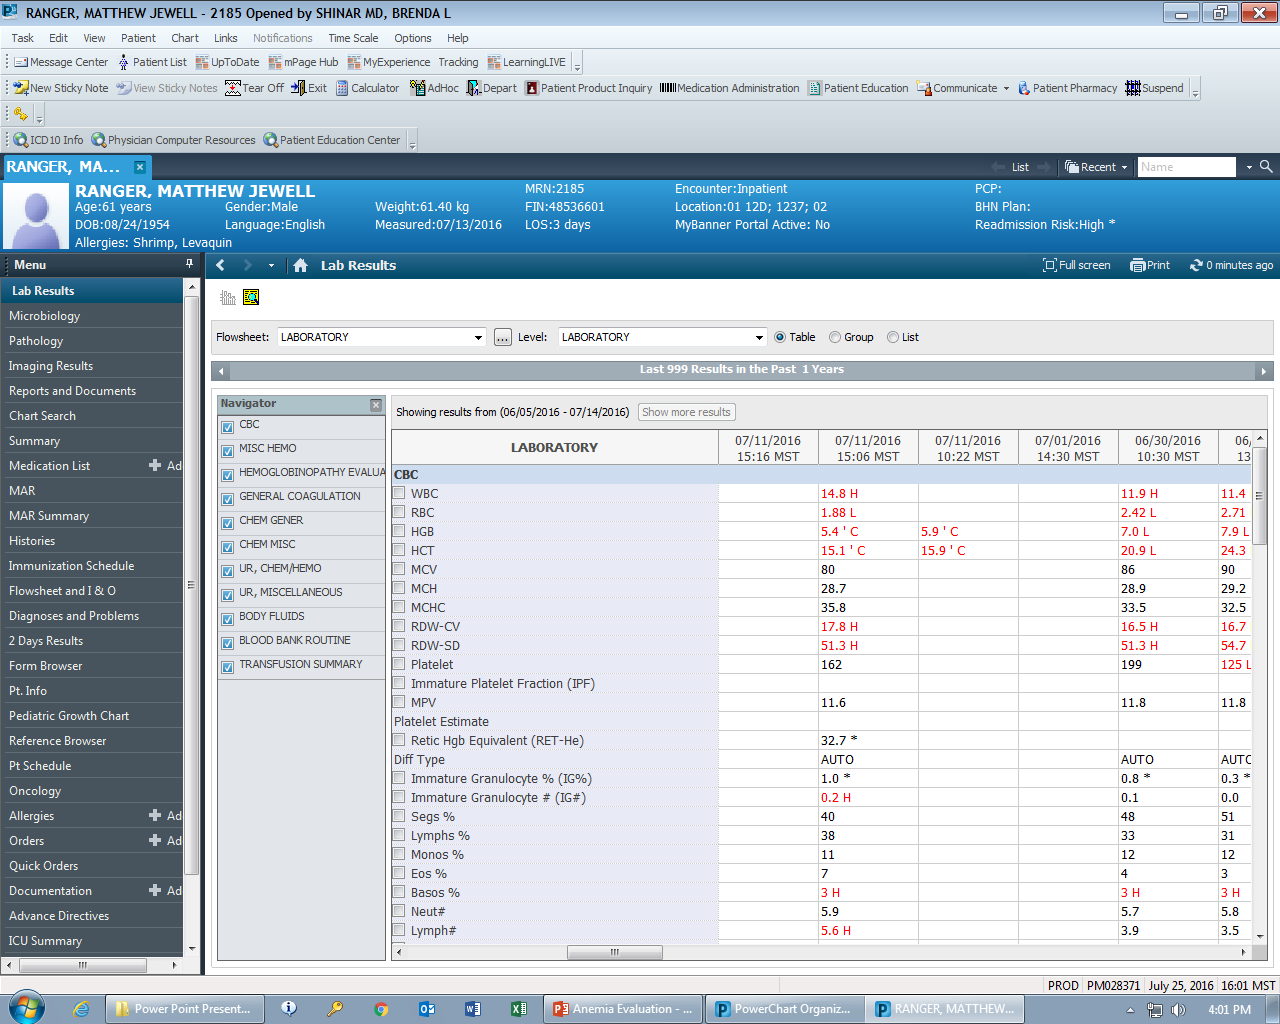 RANGER, MATTHEW JEWELL - 2185 Opened by SHINAR MD, BRENDA L
Task Edit View Patient Chart Links Notifications Time Scale Options Help
Message Center Patient List UpToDate mPage Hub MyExperience Tracking LearningLIVE
New Sticky Note View Sticky Notes Tear Off Exit Calculator AdHoc Depart Patient Product Inquiry Medication Administration Patient Education Communicate Patient Pharmacy Suspend
ICD10 Info Physician Computer Resources Patient Education Center
RANGER, MA... × List Recent Name
RANGER, MATTHEW JEWELL MRN:2185 Encounter:Inpatient PCP:
Age:61 years Gender:Male Weight:61.40 kg FIN:48536601 Location:01 12D; 1237; 02 BHN Plan:
DOB:08/24/1954 Language:English Measured:07/13/2016 LOS:3 days MyBanner Portal Active: No Readmission Risk:High *
Allergies: Shrimp, Levaquin
Menu
Lab Results
Microbiology
Pathology
Imaging Results
Reports and Documents
Chart Search
Summary
Medication List + Ad
MAR
MAR Summary
Histories
Immunization Schedule
Flowsheet and I & O
Diagnoses and Problems
2 Days Results
Form Browser
Pt. Info
Pediatric Growth Chart
Reference Browser
Pt Schedule
Oncology
Allergies + Ad
Orders + Ad
Quick Orders
Documentation + Ad
Advance Directives
ICU Summary
Lab Results Full screen Print 0 minutes ago
Flowsheet: LABORATORY ... Level: LABORATORY Table Group List
Last 999 Results in the Past 1 Years
Navigator
CBC
MISC HEMO
HEMOGLOBINOPATHY EVALUA
GENERAL COAGULATION
CHEM GENER
CHEM MISC
UR, CHEM/HEMO
UR, MISCELLANEOUS
BODY FLUIDS
BLOOD BANK ROUTINE
TRANSFUSION SUMMARY
Showing results from (06/05/2016 - 07/14/2016) Show more results
LABORATORY 07/11/2016 15:16 MST 07/11/2016 15:06 MST 07/11/2016 10:22 MST 07/01/2016 14:30 MST 06/30/2016 10:30 MST 06/ 13
CBC
WBC 14.8 H 11.9 H 11.4
RBC 1.88 L 2.42 L 2.71
HGB 5.4 ' C 5.9 ' C 7.0 L 7.9 L
HCT 15.1 ' C 15.9 ' C 20.9 L 24.3
MCV 80 86 90
MCH 28.7 28.9 29.2
MCHC 35.8 33.5 32.5
RDW-CV 17.8 H 16.5 H 16.7
RDW-SD 51.3 H 51.3 H 54.7
Platelet 162 199 125 L
Immature Platelet Fraction (IPF)
MPV 11.6 11.8 11.8
Platelet Estimate
Retic Hgb Equivalent (RET-He) 32.7 *
Diff Type AUTO AUTO AUTO
Immature Granulocyte % (IG%) 1.0 * 0.8 * 0.3 *
Immature Granulocyte # (IG#) 0.2 H 0.1 0.0
Segs % 40 48 51
Lymphs % 38 33 31
Monos % 11 12 12
Eos % 7 4 3
Basos % 3 H 3 H 3 H
Neut# 5.9 5.7 5.8
Lymph# 5.6 H 3.9 3.5
PROD PM028371 July 25, 2016 16:01 MST
Power Point Present... Anemia Evaluation - ... PowerChart Organiz... RANGER, MATTHEW... 4:01 PM